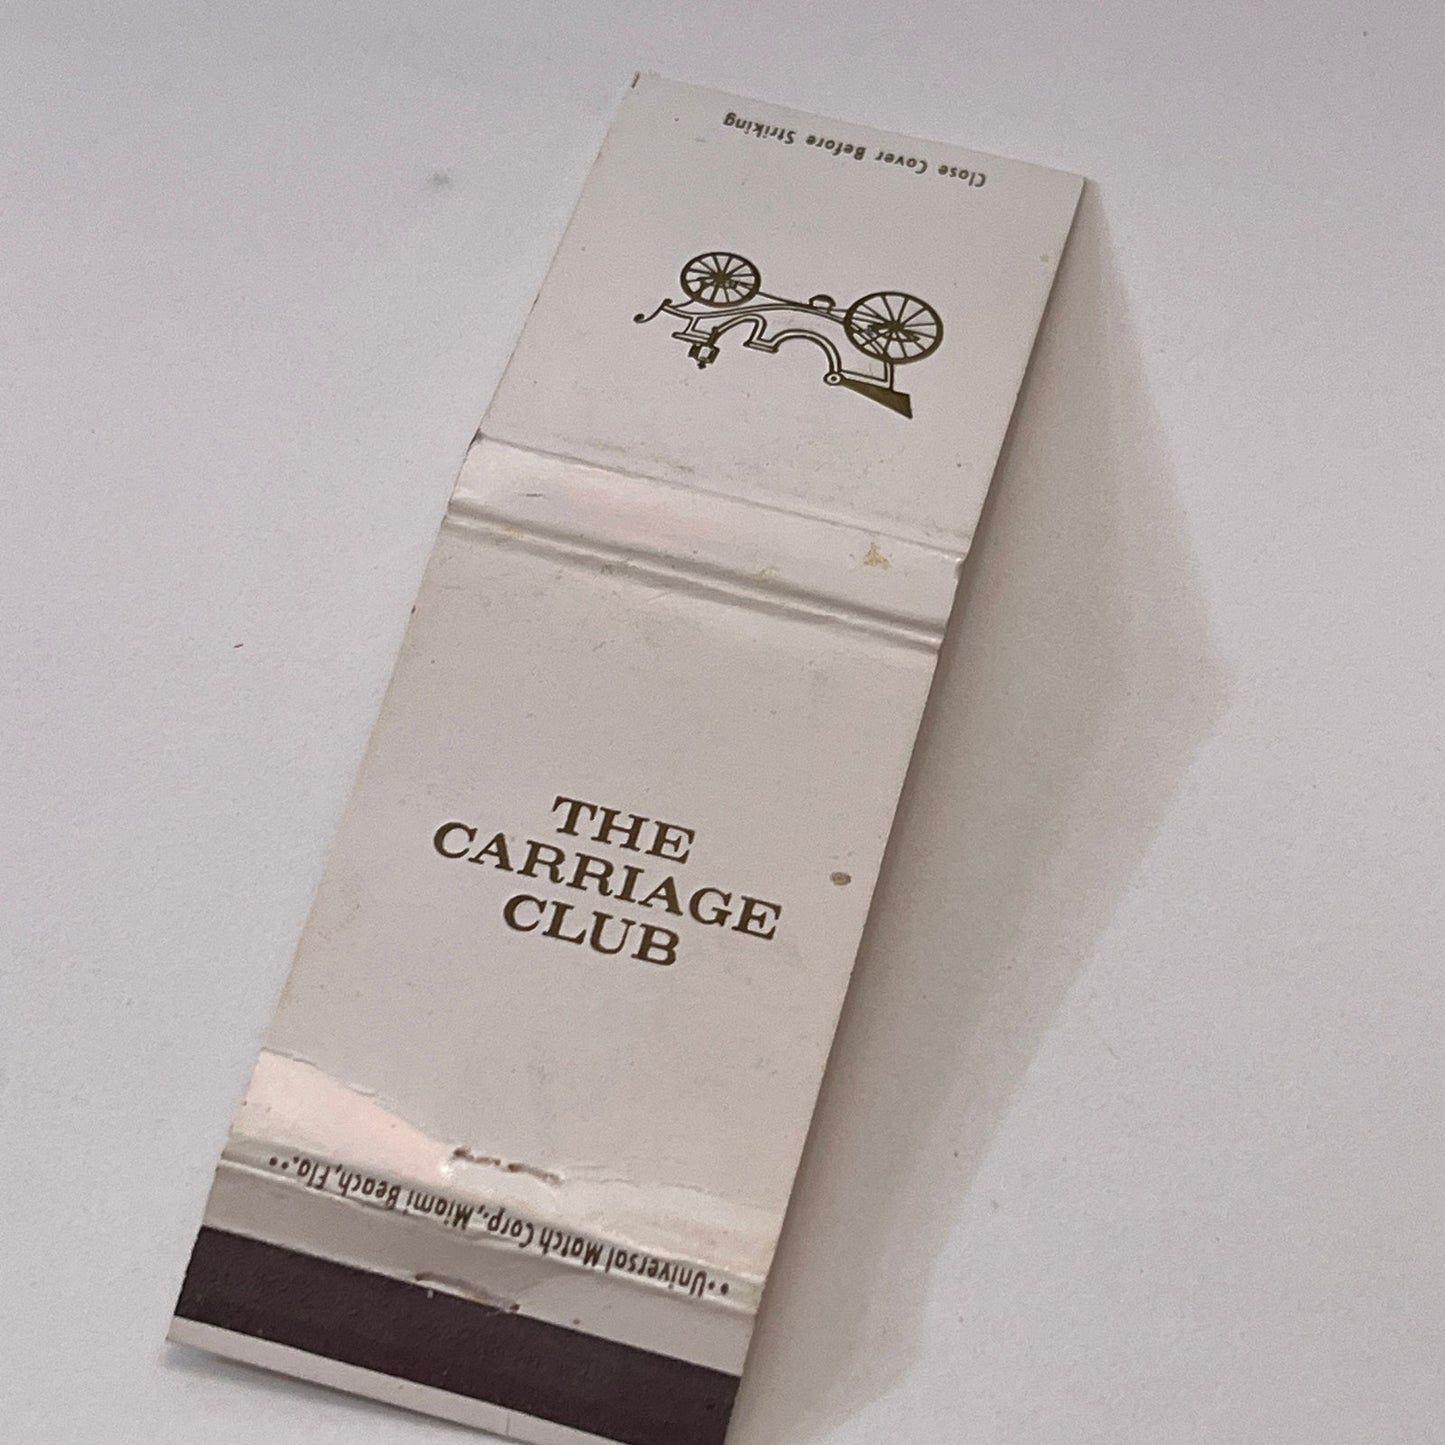 Close Cover Before Striking
THE
CARRIAGE
CLUB
••Universal Match Corp., Miami Beach, Fla.••